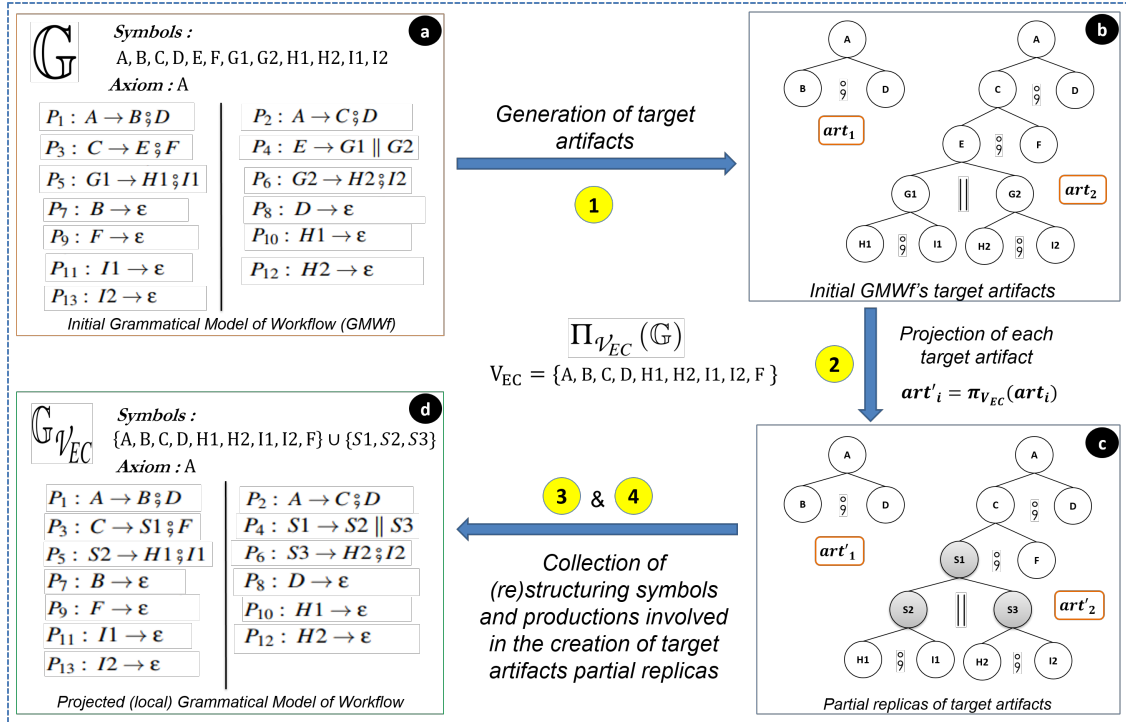 𝔾
Symbols :
A, B, C, D, E, F, G1, G2, H1, H2, I1, I2
Axiom : A
a
P₁ : A → B⨟D
P₂ : A → C⨟D
P₃ : C → E⨟F
P₄ : E → G1 ∥ G2
P₅ : G1 → H1⨟I1
P₆ : G2 → H2⨟I2
P₇ : B → ε
P₈ : D → ε
P₉ : F → ε
P₁₀ : H1 → ε
P₁₁ : I1 → ε
P₁₂ : H2 → ε
P₁₃ : I2 → ε
Initial Grammatical Model of Workflow (GMWf)
Generation of target
artifacts
1
b
A
A
B ⨟ D
C ⨟ D
art₁
E ⨟ F
G1 ∥ G2
art₂
H1 ⨟ I1 H2 ⨟ I2
Initial GMWf's target artifacts
Π_𝒱_EC (𝔾)
V_EC = {A, B, C, D, H1, H2, I1, I2, F }
2
Projection of each
target artifact
art'ᵢ = π_V_EC(artᵢ)
c
A
A
B ⨟ D
C ⨟ D
art'₁
S1 ⨟ F
S2 ∥ S3
art'₂
H1 ⨟ I1 H2 ⨟ I2
Partial replicas of target artifacts
3 & 4
Collection of
(re)structuring symbols
and productions involved
in the creation of target
artifacts partial replicas
d
𝔾_𝒱_EC
Symbols :
{A, B, C, D, H1, H2, I1, I2, F} ∪ {S1, S2, S3}
Axiom : A
P₁ : A → B⨟D
P₂ : A → C⨟D
P₃ : C → S1⨟F
P₄ : S1 → S2 ∥ S3
P₅ : S2 → H1⨟I1
P₆ : S3 → H2⨟I2
P₇ : B → ε
P₈ : D → ε
P₉ : F → ε
P₁₀ : H1 → ε
P₁₁ : I1 → ε
P₁₂ : H2 → ε
P₁₃ : I2 → ε
Projected (local) Grammatical Model of Workflow